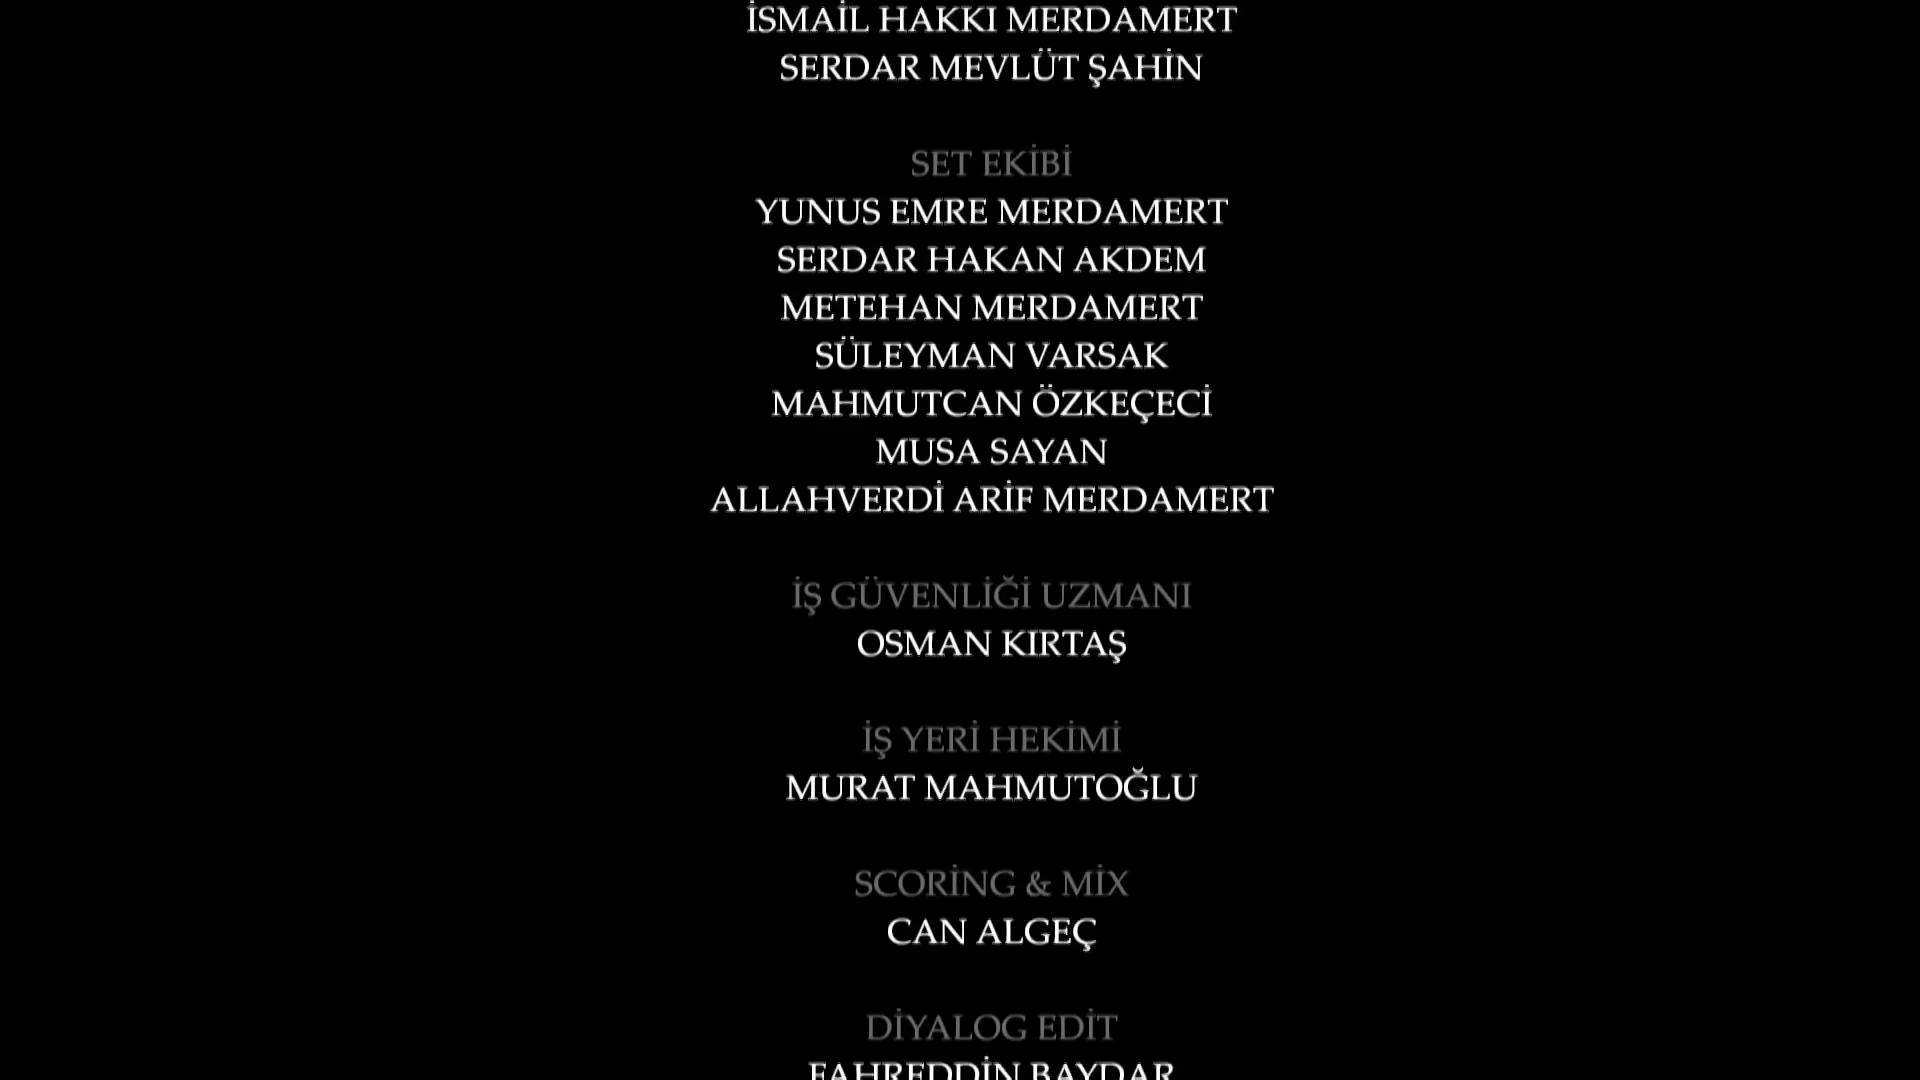 İSMAİL HAKKI MERDAMERT
SERDAR MEVLÜT ŞAHİN
SET EKİBİ
YUNUS EMRE MERDAMERT
SERDAR HAKAN AKDEM
METEHAN MERDAMERT
SÜLEYMAN VARSAK
MAHMUTCAN ÖZKEÇECİ
MUSA SAYAN
ALLAHVERDİ ARİF MERDAMERT
İŞ GÜVENLİĞİ UZMANI
OSMAN KIRTAŞ
İŞ YERİ HEKİMİ
MURAT MAHMUTOĞLU
SCORİNG & MİX
CAN ALGEÇ
DİYALOG EDİT
FAHREDDİN BAYDAR